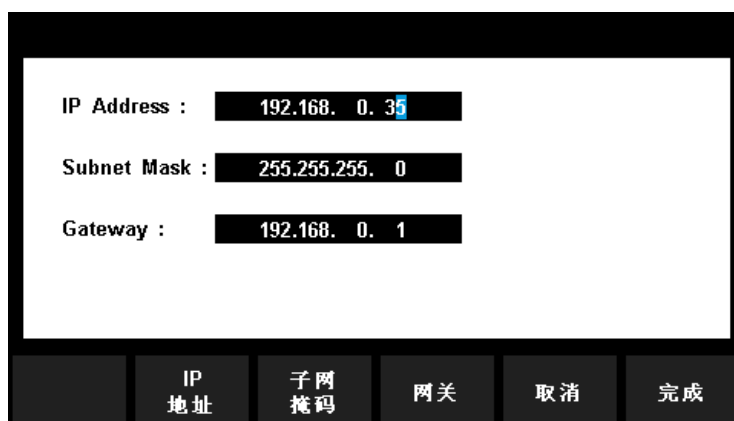 IP Address : 192.168. 0. 35
Subnet Mask : 255.255.255. 0
Gateway : 192.168. 0. 1
IP
地址
子网
掩码
网关
取消
完成